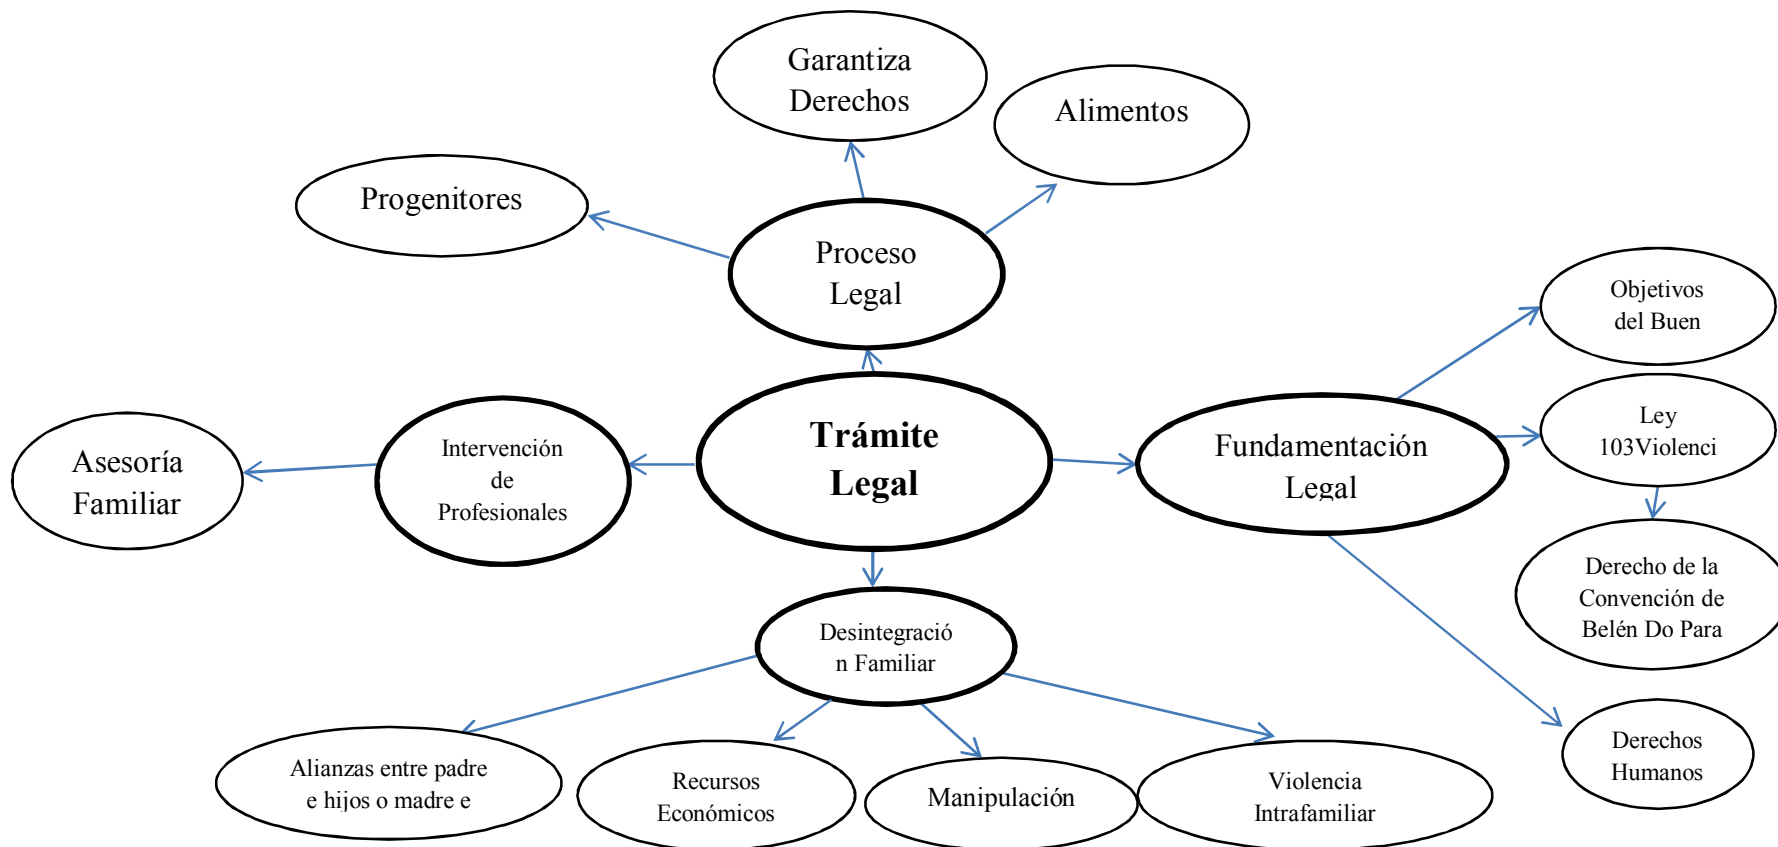 Garantiza
Derechos
Alimentos
Progenitores
Proceso
Legal
Objetivos
del Buen
Ley
103Violenci
Asesoría
Familiar
Intervención
de
Profesionales
Trámite
Legal
Fundamentación
Legal
Derecho de la
Convención de
Belén Do Para
Desintegració
n Familiar
Derechos
Humanos
Alianzas entre padre
e hijos o madre e
Recursos
Económicos
Manipulación
Violencia
Intrafamiliar